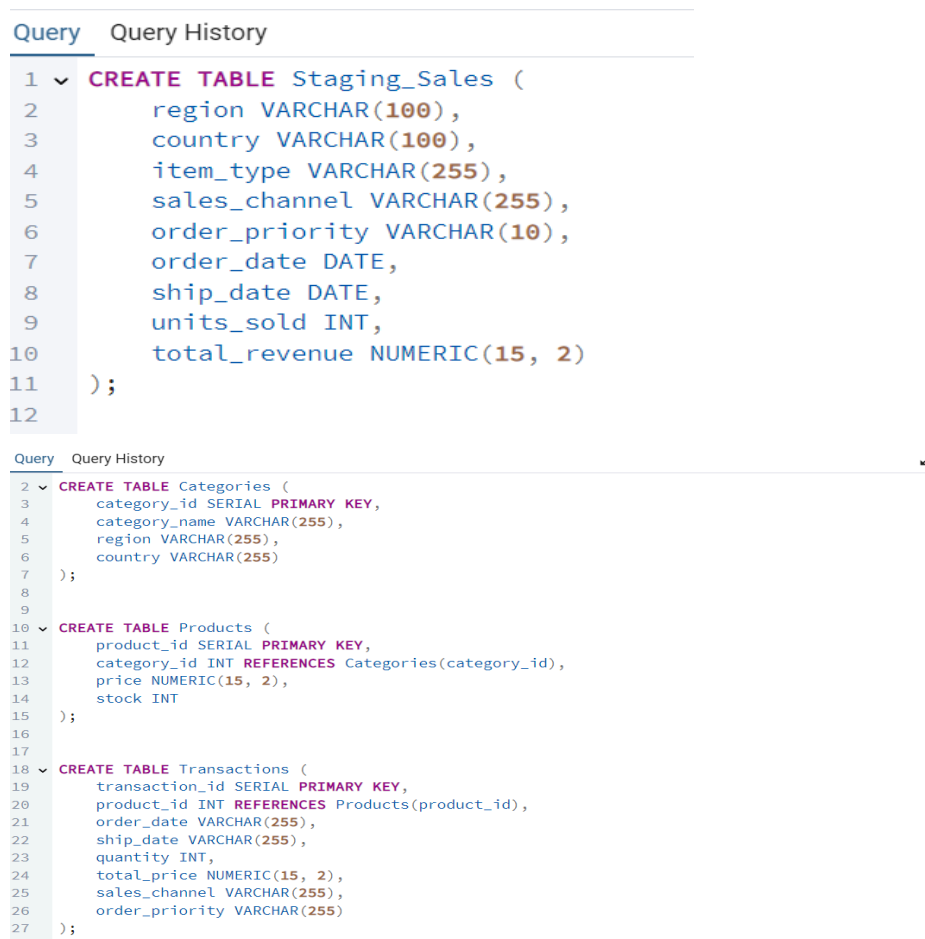 Query Query History
1 CREATE TABLE Staging_Sales (
2 region VARCHAR(100),
3 country VARCHAR(100),
4 item_type VARCHAR(255),
5 sales_channel VARCHAR(255),
6 order_priority VARCHAR(10),
7 order_date DATE,
8 ship_date DATE,
9 units_sold INT,
10 total_revenue NUMERIC(15, 2)
11 );
12
Query Query History
2 CREATE TABLE Categories (
3 category_id SERIAL PRIMARY KEY,
4 category_name VARCHAR(255),
5 region VARCHAR(255),
6 country VARCHAR(255)
7 );
8
9
10 CREATE TABLE Products (
11 product_id SERIAL PRIMARY KEY,
12 category_id INT REFERENCES Categories(category_id),
13 price NUMERIC(15, 2),
14 stock INT
15 );
16
17
18 CREATE TABLE Transactions (
19 transaction_id SERIAL PRIMARY KEY,
20 product_id INT REFERENCES Products(product_id),
21 order_date VARCHAR(255),
22 ship_date VARCHAR(255),
23 quantity INT,
24 total_price NUMERIC(15, 2),
25 sales_channel VARCHAR(255),
26 order_priority VARCHAR(255)
27 );